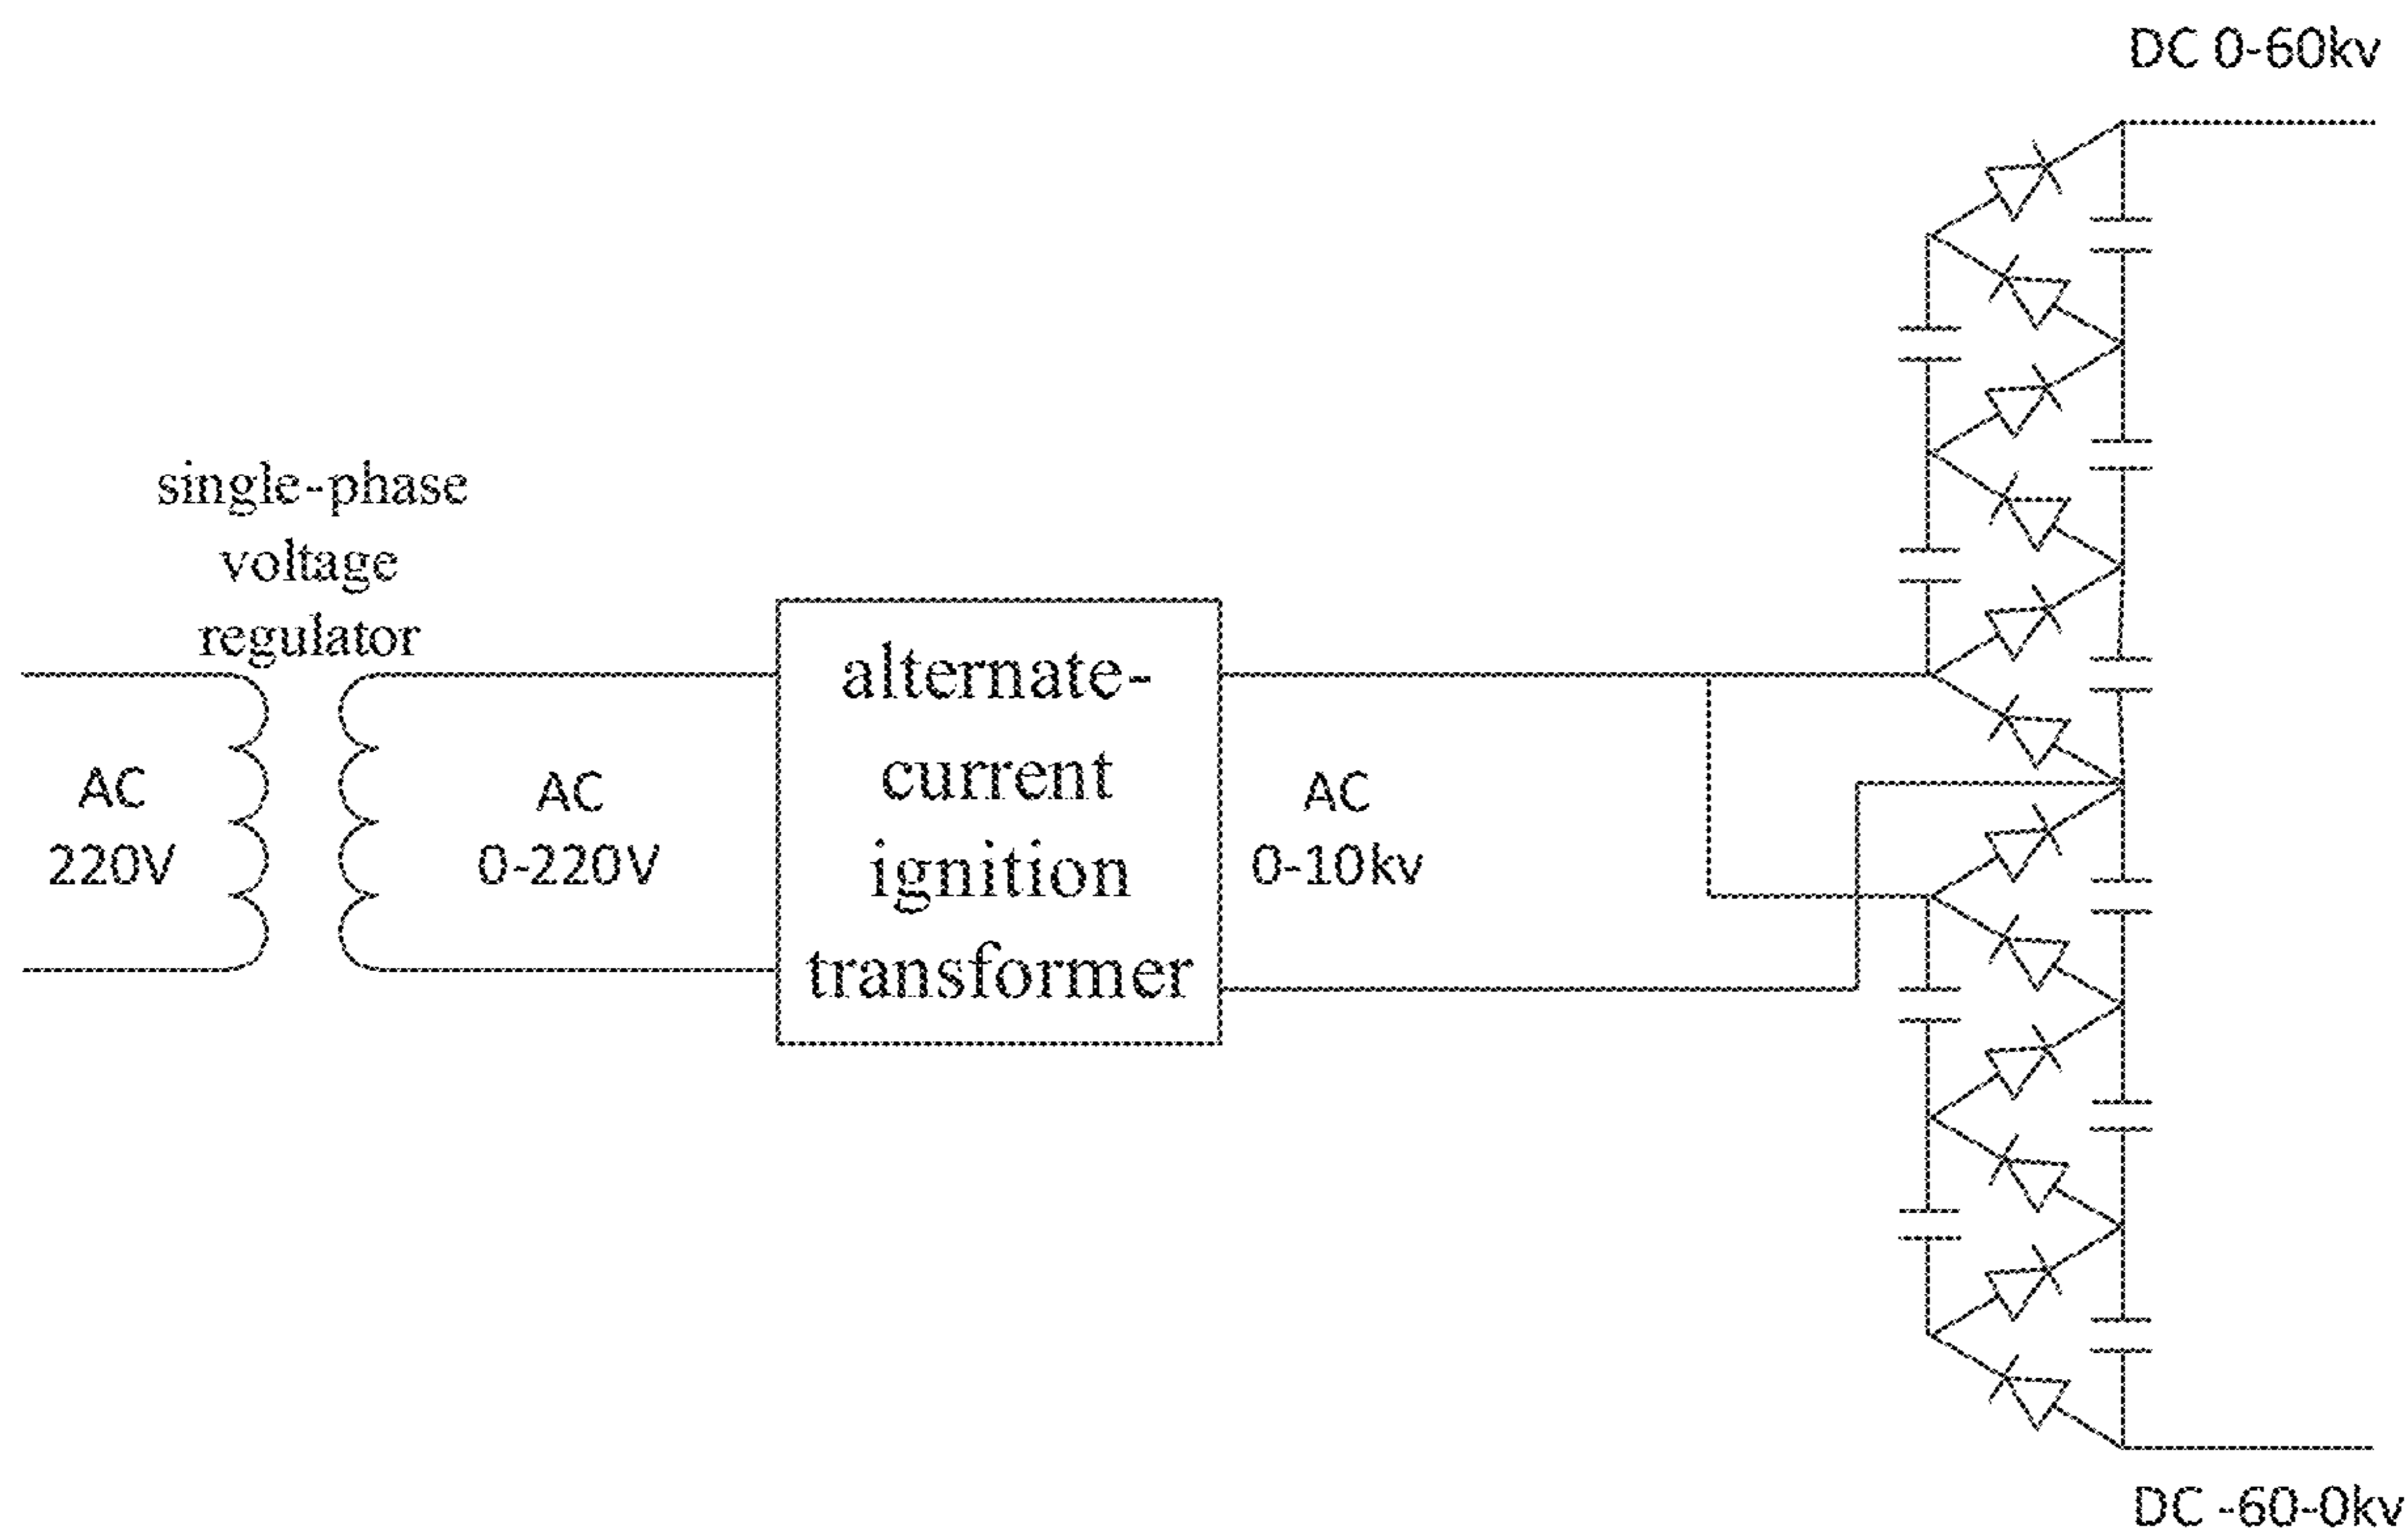 DC 0-60kv
single-phase
voltage
regulator
AC
220V
AC
0-220V
alternate-
current
ignition
transformer
AC
0-10kv
DC -60-0kv